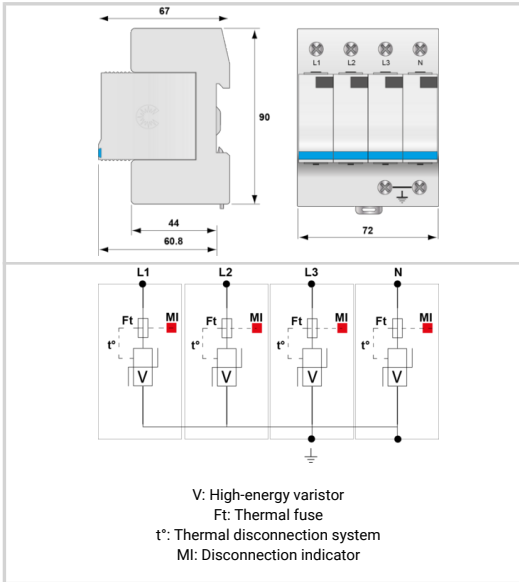 67
L1 L2 L3 N
90
44
60.8
72
L1 L2 L3 N
Ft MI Ft MI Ft MI Ft MI
t° t° t° t°
V V V V
V: High-energy varistor
Ft: Thermal fuse
t°: Thermal disconnection system
MI: Disconnection indicator